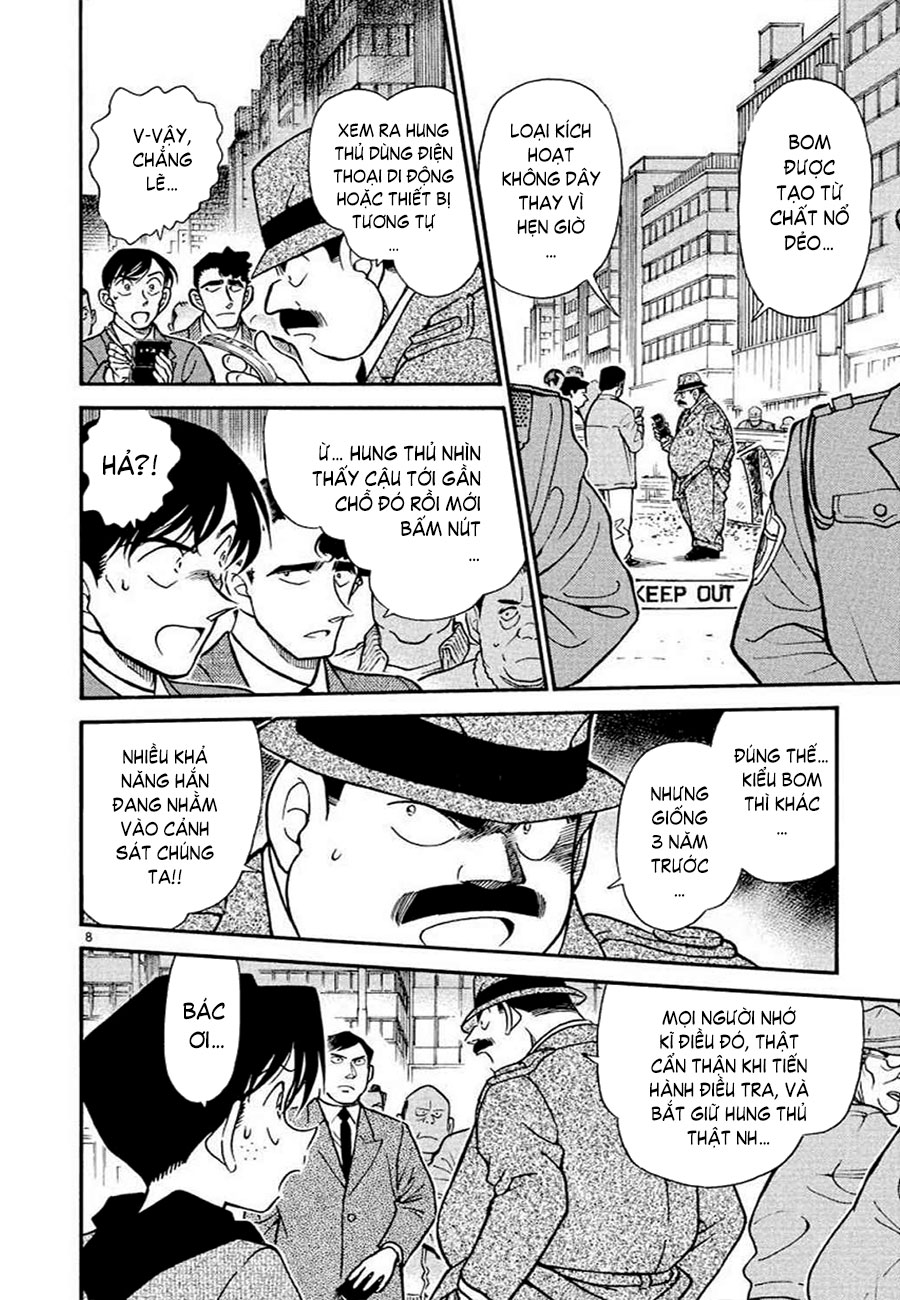 BOM
ĐƯỢC
TẠO TỪ
CHẤT NỔ
DẺO...
LOẠI KÍCH
HOẠT
KHÔNG DÂY
THAY VÌ
HẸN GIỜ
...
KEEP OUT
XEM RA HUNG
THỦ DÙNG ĐIỆN
THOẠI DI ĐỘNG
HOẶC THIẾT BỊ
TƯƠNG TỰ
...
V-VẬY,
CHẲNG
LẼ...
Ừ... HUNG THỦ NHÌN
THẤY CẬU TỚI GẦN
CHỖ ĐÓ RỒI MỚI
BẤM NÚT
...
HẢ?!
ĐÚNG THẾ...
KIỂU BOM
THÌ KHÁC
...
NHƯNG
GIỐNG
3 NĂM
TRƯỚC
...
NHIỀU KHẢ
NĂNG HẮN
ĐANG NHẰM
VÀO CẢNH
SÁT CHÚNG
TA!!
8
MỌI NGƯỜI NHỚ
KĨ ĐIỀU ĐÓ, THẬT
CẨN THẬN KHI TIẾN
HÀNH ĐIỀU TRA, VÀ
BẮT GIỮ HUNG THỦ
THẬT NH...
BÁC
ƠI...